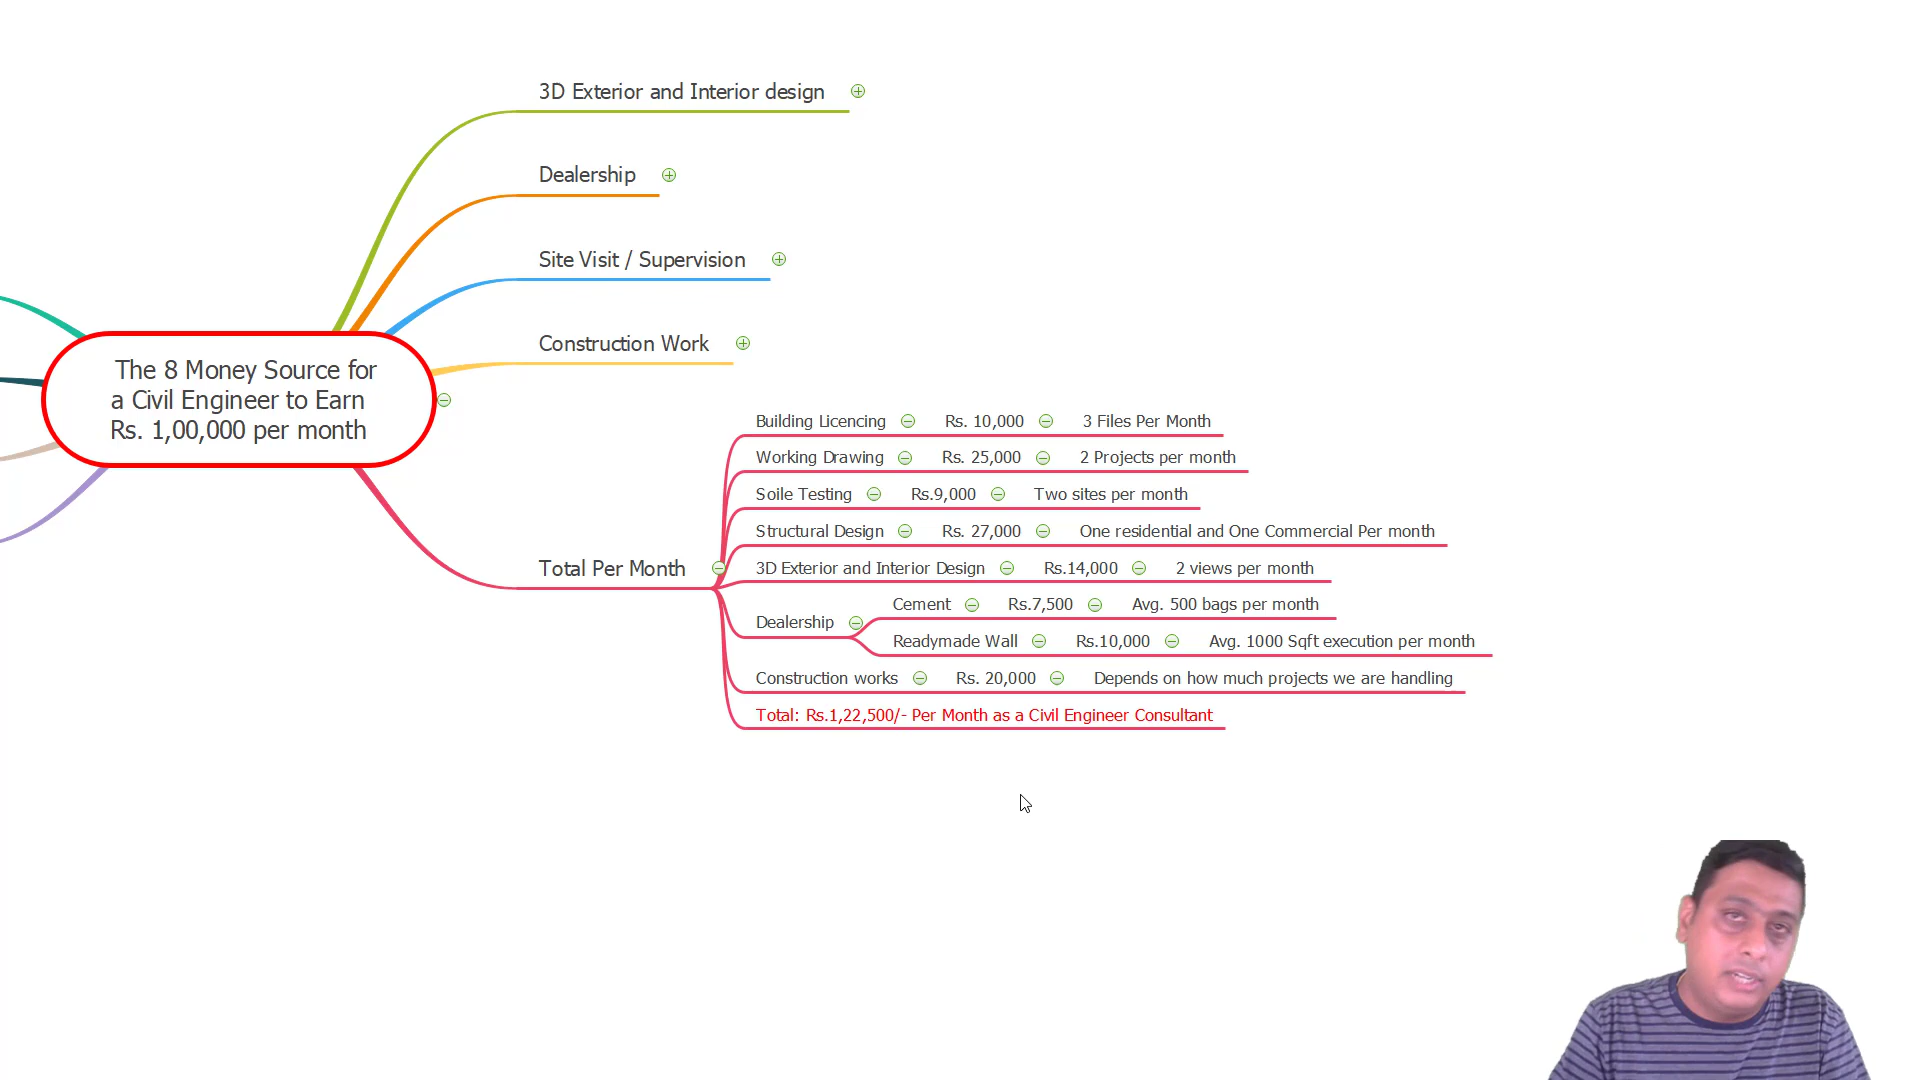 3D Exterior and Interior design
Dealership
Site Visit / Supervision
Construction Work
The 8 Money Source for
a Civil Engineer to Earn
Rs. 1,00,000 per month
Total Per Month
Building Licencing Rs. 10,000 3 Files Per Month
Working Drawing Rs. 25,000 2 Projects per month
Soile Testing Rs.9,000 Two sites per month
Structural Design Rs. 27,000 One residential and One Commercial Per month
3D Exterior and Interior Design Rs.14,000 2 views per month
Dealership
Cement Rs.7,500 Avg. 500 bags per month
Readymade Wall Rs.10,000 Avg. 1000 Sqft execution per month
Construction works Rs. 20,000 Depends on how much projects we are handling
Total: Rs.1,22,500/- Per Month as a Civil Engineer Consultant